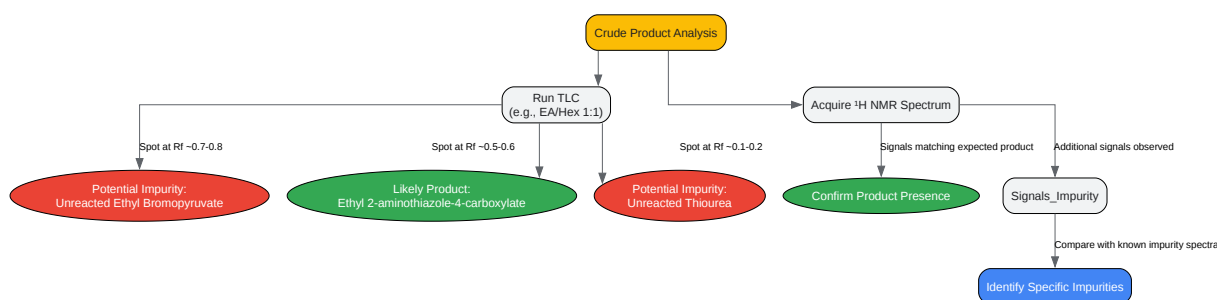 Crude Product Analysis
Run TLC
(e.g., EA/Hex 1:1)
Acquire ¹H NMR Spectrum
Spot at Rf ~0.7-0.8
Spot at Rf ~0.5-0.6
Spot at Rf ~0.1-0.2
Signals matching expected product
Additional signals observed
Potential Impurity:
Unreacted Ethyl Bromopyruvate
Likely Product:
Ethyl 2-aminothiazole-4-carboxylate
Potential Impurity:
Unreacted Thiourea
Confirm Product Presence
Signals_Impurity
Compare with known impurity spectra
Identify Specific Impurities